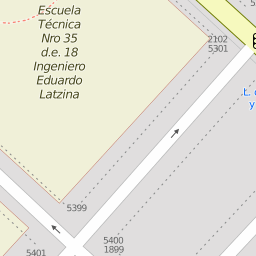 Escuela
Técnica
Nro 35
d.e. 18
Ingeniero
Eduardo
Latzina
2102
5301
Ł.
y
5399
5400
1899
5401